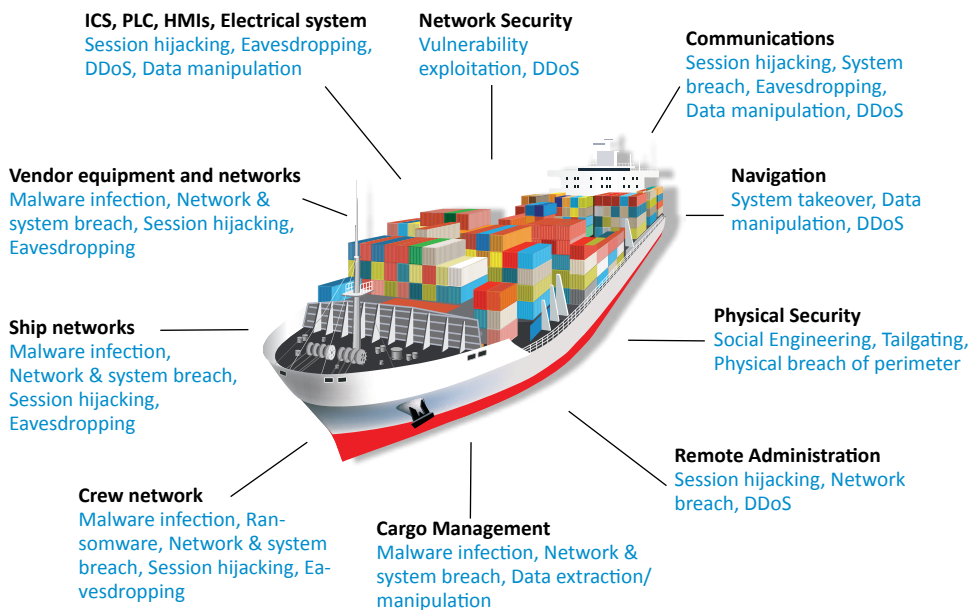 ICS, PLC, HMIs, Electrical system
Session hijacking, Eavesdropping,
DDoS, Data manipulation
Network Security
Vulnerability
exploitation, DDoS
Communications
Session hijacking, System
breach, Eavesdropping,
Data manipulation, DDoS
Vendor equipment and networks
Malware infection, Network &
system breach, Session hijacking,
Eavesdropping
Navigation
System takeover, Data
manipulation, DDoS
Ship networks
Malware infection,
Network & system breach,
Session hijacking,
Eavesdropping
Physical Security
Social Engineering, Tailgating,
Physical breach of perimeter
Remote Administration
Session hijacking, Network
breach, DDoS
Crew network
Malware infection, Ran-
somware, Network & system
breach, Session hijacking, Ea-
vesdropping
Cargo Management
Malware infection, Network &
system breach, Data extraction/
manipulation